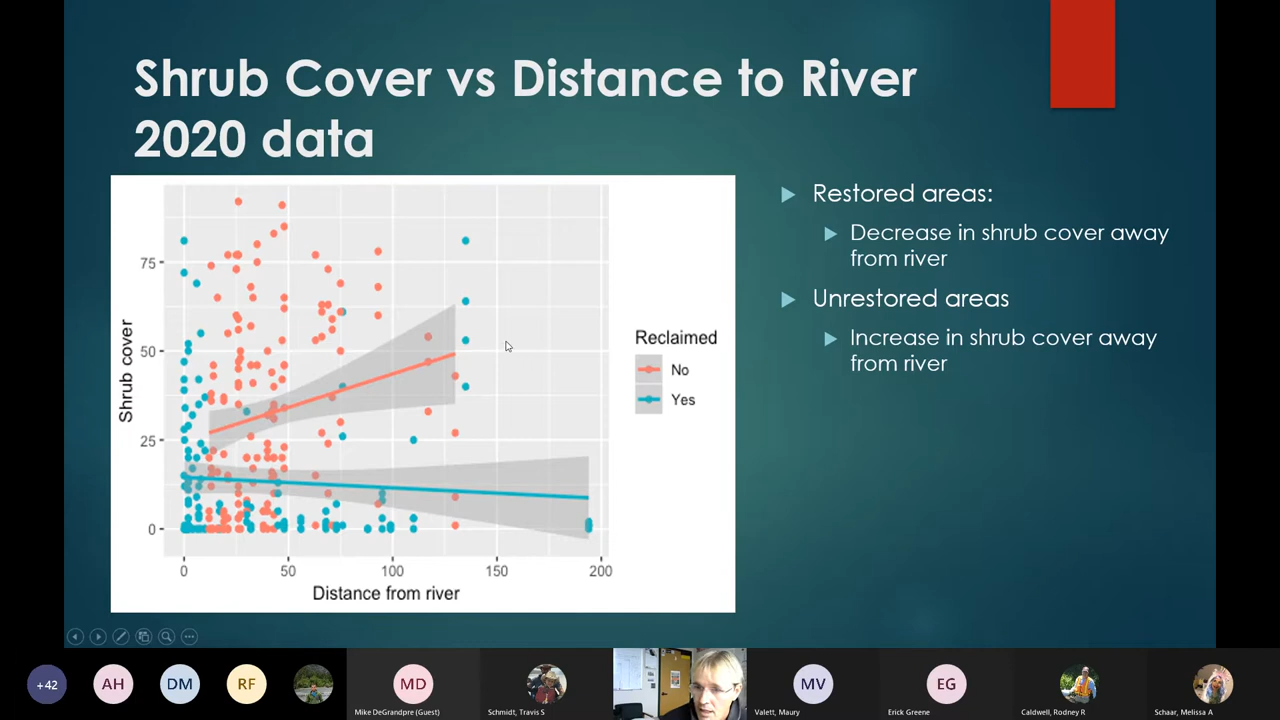 Shrub Cover vs Distance to River
2020 data
Restored areas:
Decrease in shrub cover away
from river
Unrestored areas
Increase in shrub cover away
from river
Shrub cover
75
50
25
0
0
50
100
150
200
Distance from river
Reclaimed
No
Yes
+42
AH
DM
RF
MD
MV
EG
Mike DeGrandpre (Guest)
Schmidt, Travis S
Valett, Maury
Erick Greene
Caldwell, Rodney R
Schaar, Melissa A